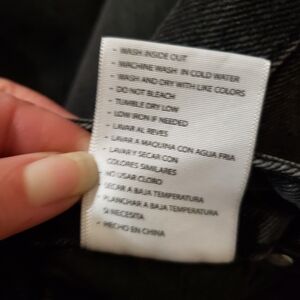 - WASH INSIDE OUT
- MACHINE WASH IN COLD WATER
- WASH AND DRY WITH LIKE COLORS
- DO NOT BLEACH
- TUMBLE DRY LOW
- LOW IRON IF NEEDED
- LAVAR AL REVES
- LAVAR A MAQUINA CON AGUA FRIA
- LAVAR Y SECAR CON
COLORES SIMILARES
- NO USAR CLORO
- SECAR A BAJA TEMPERATURA
- PLANCHAR A BAJA TEMPERATURA
SI NECESITA
- HECHO EN CHINA